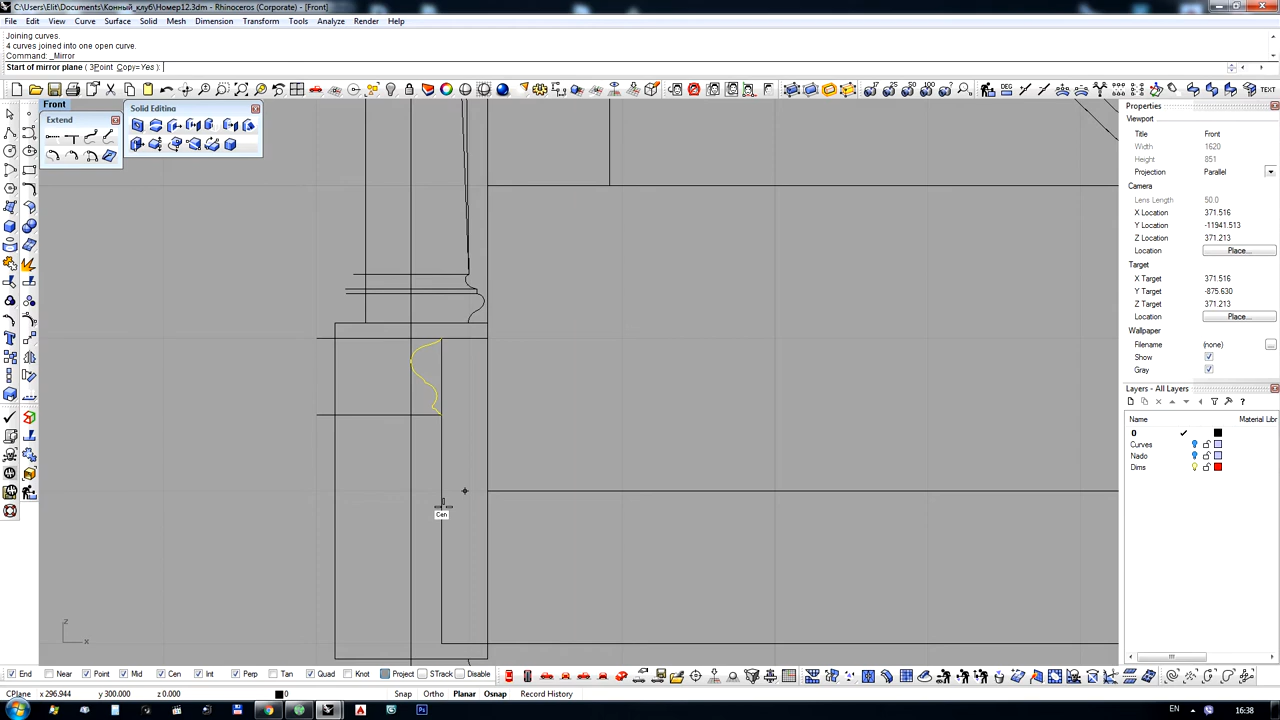 C:\Users\Elit\Documents\Конный_клуб\Номер12.3dm - Rhinoceros (Corporate) - [Front]
File Edit View Curve Surface Solid Mesh Dimension Transform Tools Analyze Render Help
Joining curves.
4 curves joined into one open curve.
Command: _Mirror
Start of mirror plane ( 3Point Copy=Yes ):
TEXT
Front
Solid Editing
Extend
Properties
Viewport
Title Front
Width 1620
Height 851
Projection Parallel
Camera
Lens Length 50.0
X Location 371.516
Y Location -11941.513
Z Location 371.213
Location Place...
Target
X Target 371.516
Y Target -875.630
Z Target 371.213
Location Place...
Wallpaper
Filename (none)
Show
Gray
Layers - All Layers
Name Material Libr
0
Curves
Nado
Dims
Cen
z
x
End Near Point Mid Cen Int Perp Tan Quad Knot Project STrack Disable
CPlane x 296.944 y 300.000 z 0.000 0 Snap Ortho Planar Osnap Record History
EN 16:38